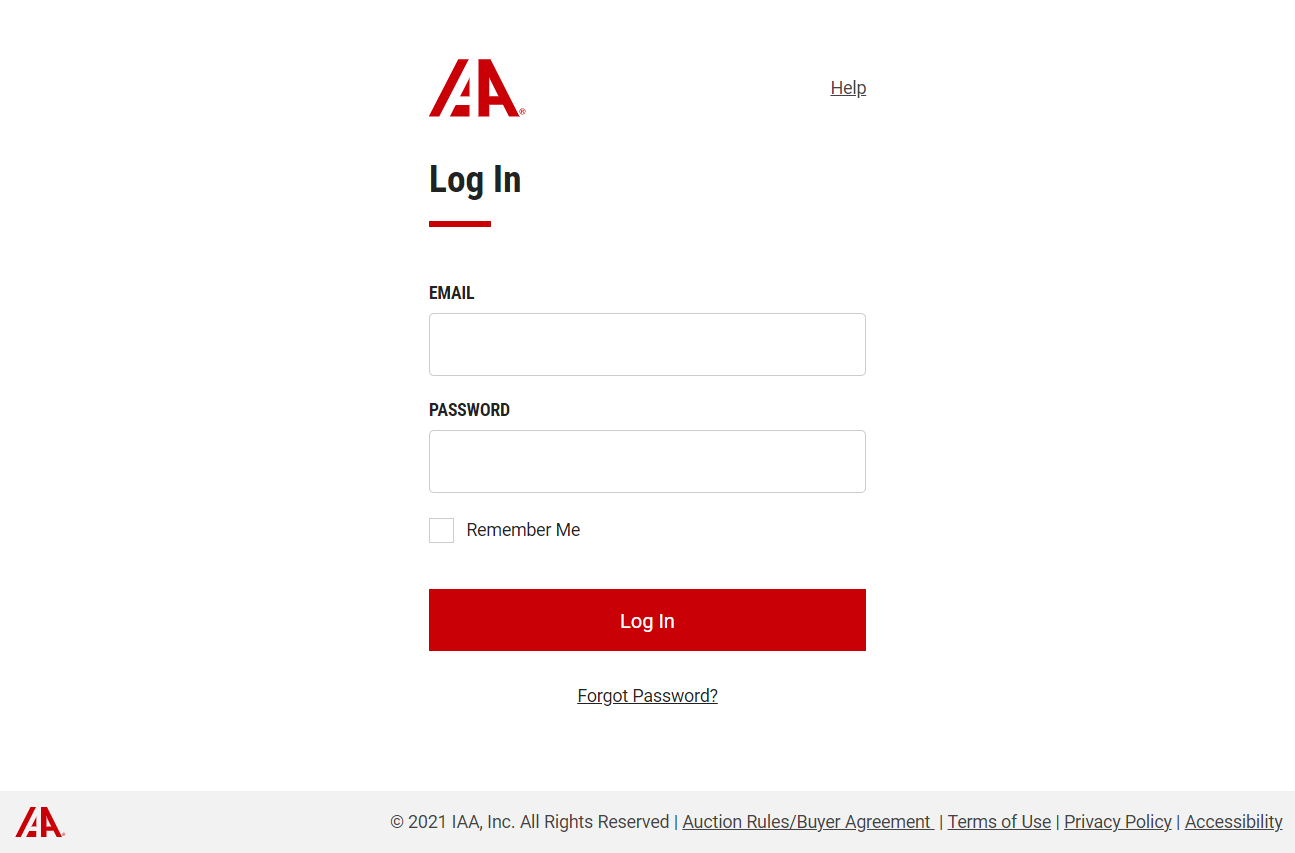 IAA®
Help
Log In
EMAIL
PASSWORD
Remember Me
Log In
Forgot Password?
IAA® © 2021 IAA, Inc. All Rights Reserved | Auction Rules/Buyer Agreement | Terms of Use | Privacy Policy | Accessibility